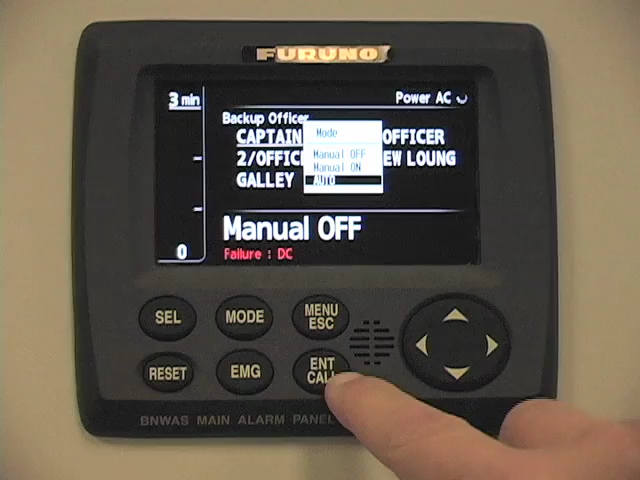 FURUNO
3 min
Power AC
Backup Officer
CAPTAIN OFFICER
2/OFFIC EW LOUNG
GALLEY
Mode
Manual OFF
Manual ON
AUTO
Manual OFF
0
Failure : DC
SEL MODE MENU ESC
RESET EMG ENT CALL
BNWAS MAIN ALARM PANEL